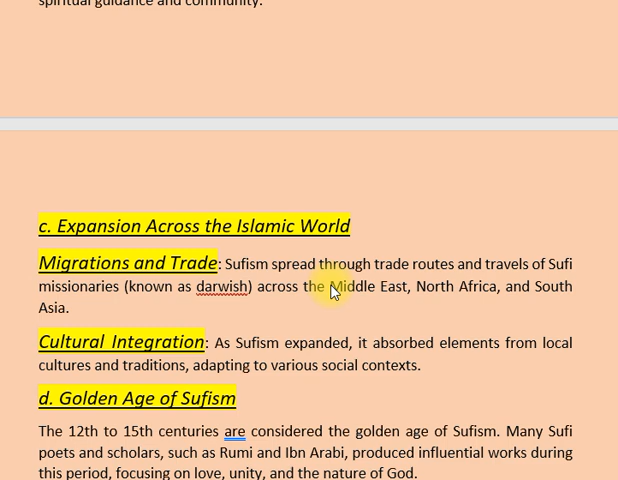 spiritual guidance and community.
c. Expansion Across the Islamic World
Migrations and Trade: Sufism spread through trade routes and travels of Sufi
missionaries (known as darwish) across the Middle East, North Africa, and South
Asia.
Cultural Integration: As Sufism expanded, it absorbed elements from local
cultures and traditions, adapting to various social contexts.
d. Golden Age of Sufism
The 12th to 15th centuries are considered the golden age of Sufism. Many Sufi
poets and scholars, such as Rumi and Ibn Arabi, produced influential works during
this period, focusing on love, unity, and the nature of God.